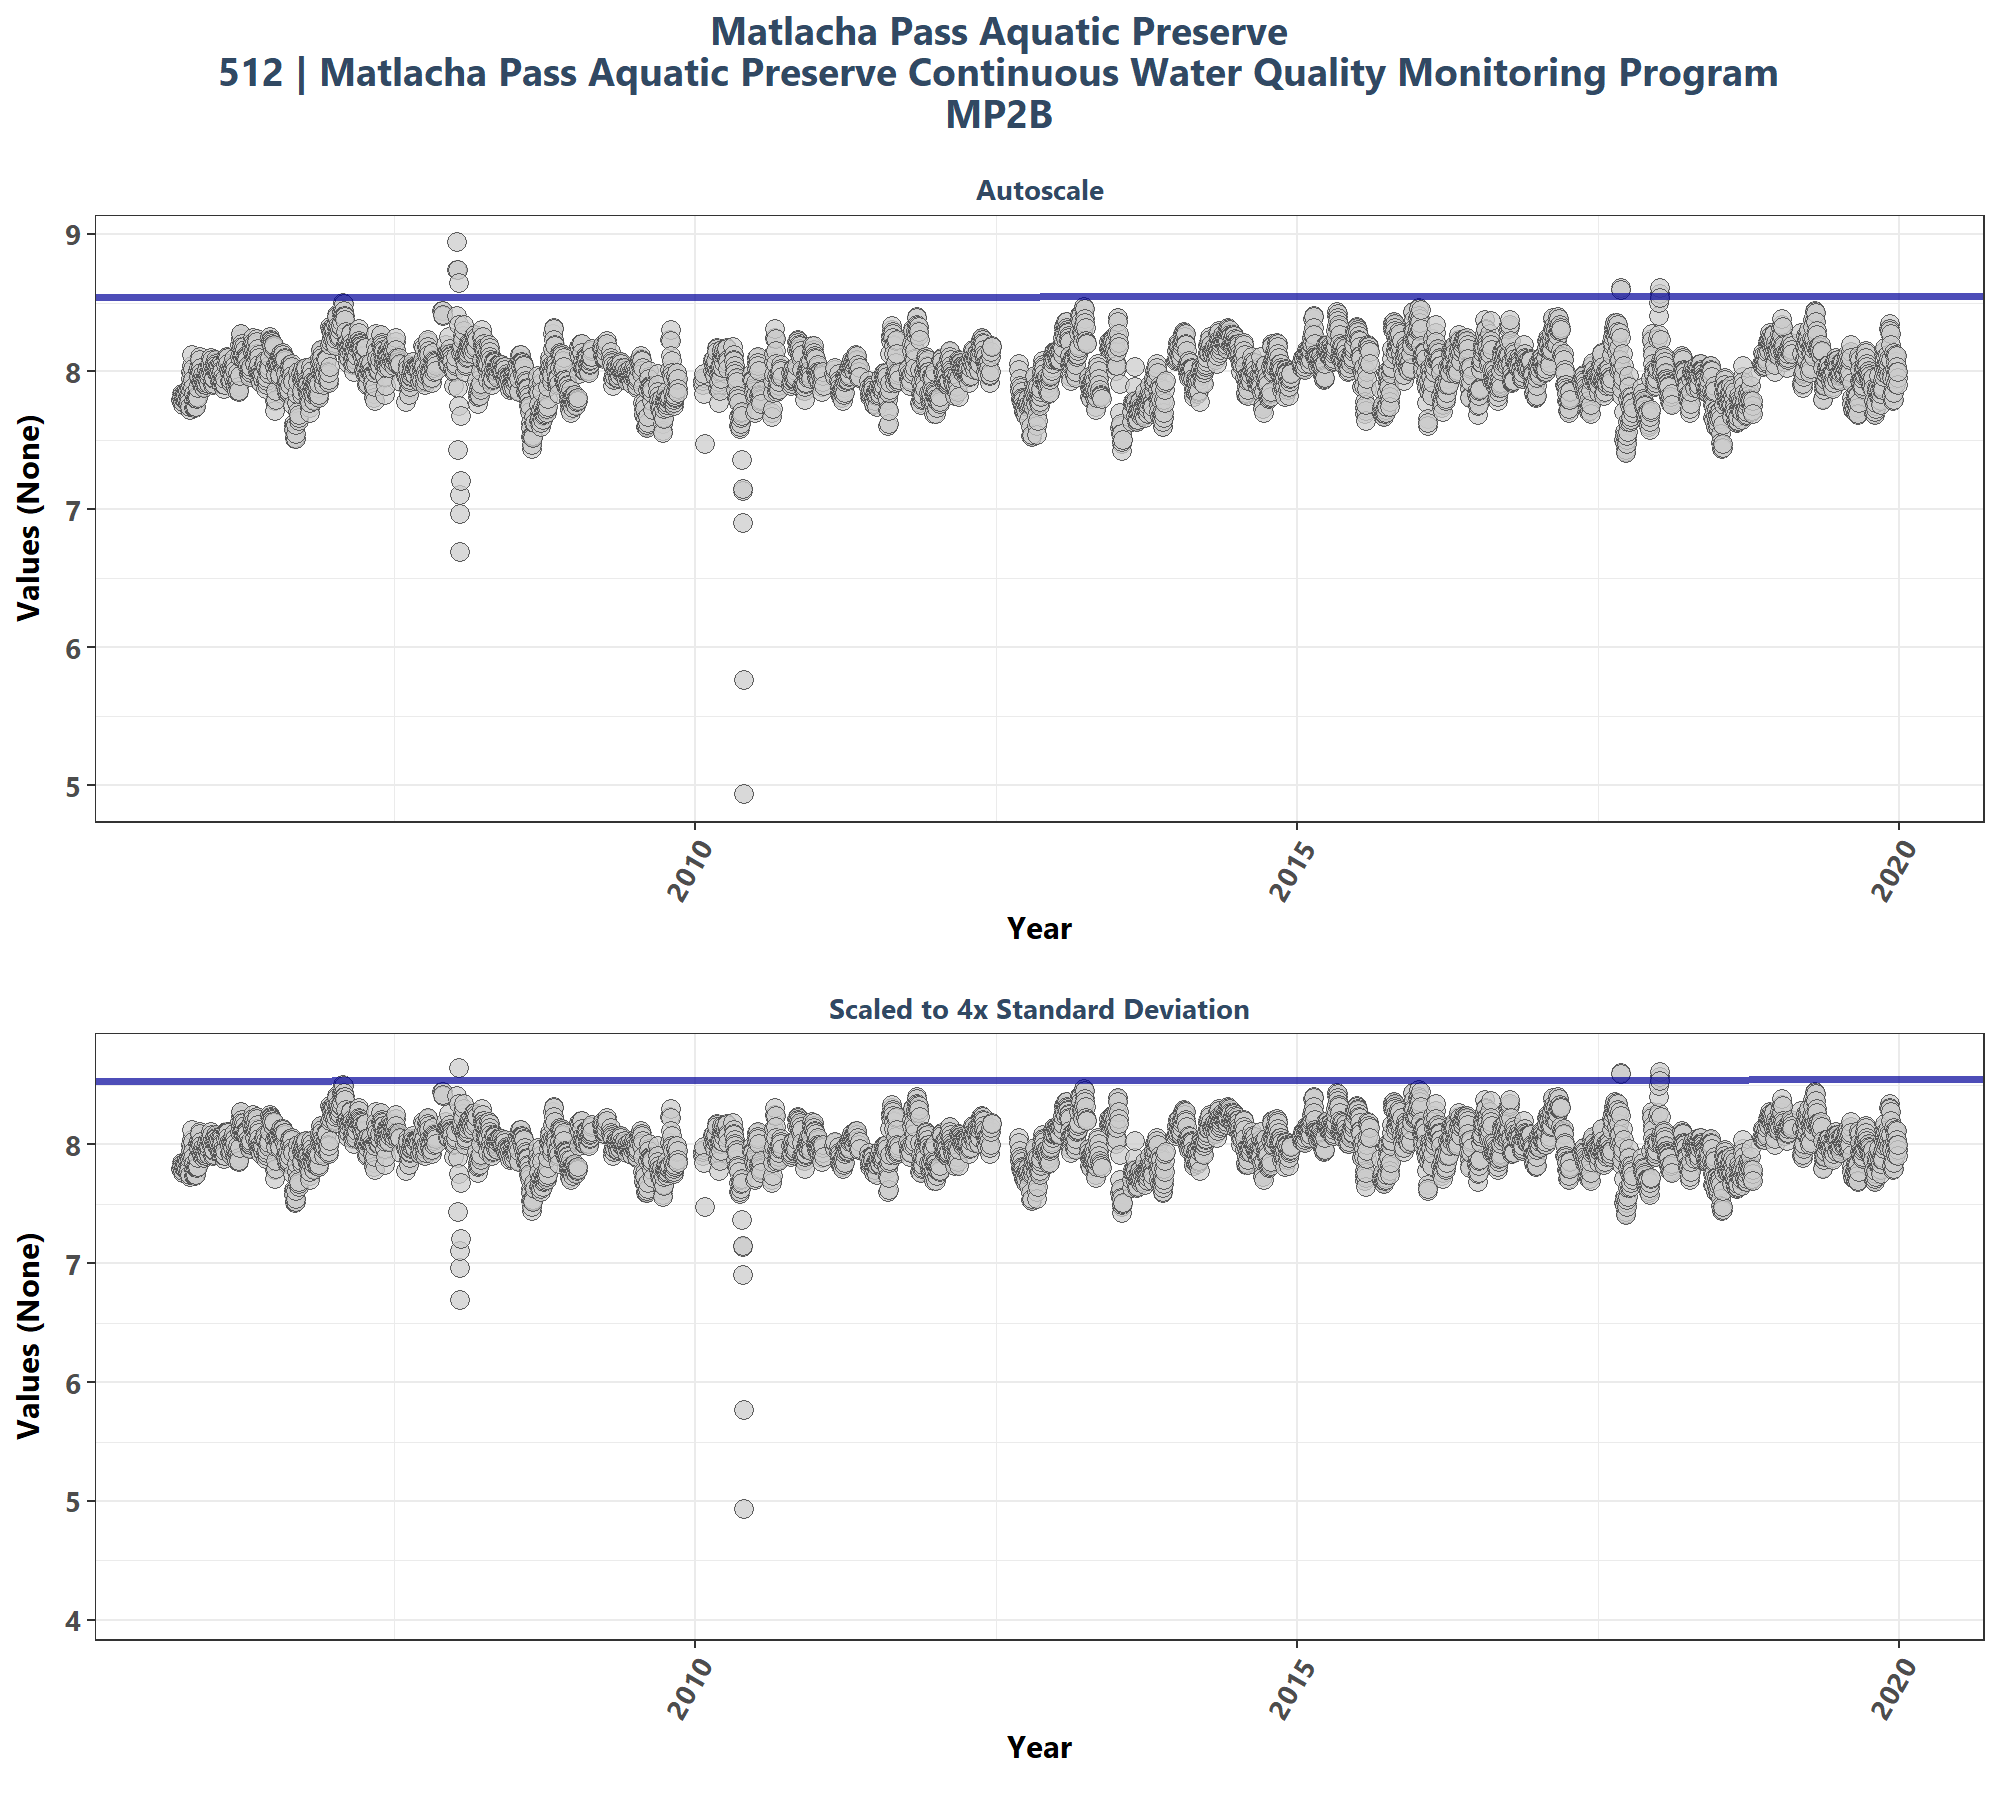 Matlacha Pass Aquatic Preserve
512 | Matlacha Pass Aquatic Preserve Continuous Water Quality Monitoring Program
MP2B
Autoscale
Values (None)
9
8
7
6
5
2010
2015
2020
Year
Scaled to 4x Standard Deviation
Values (None)
8
7
6
5
4
2010
2015
2020
Year